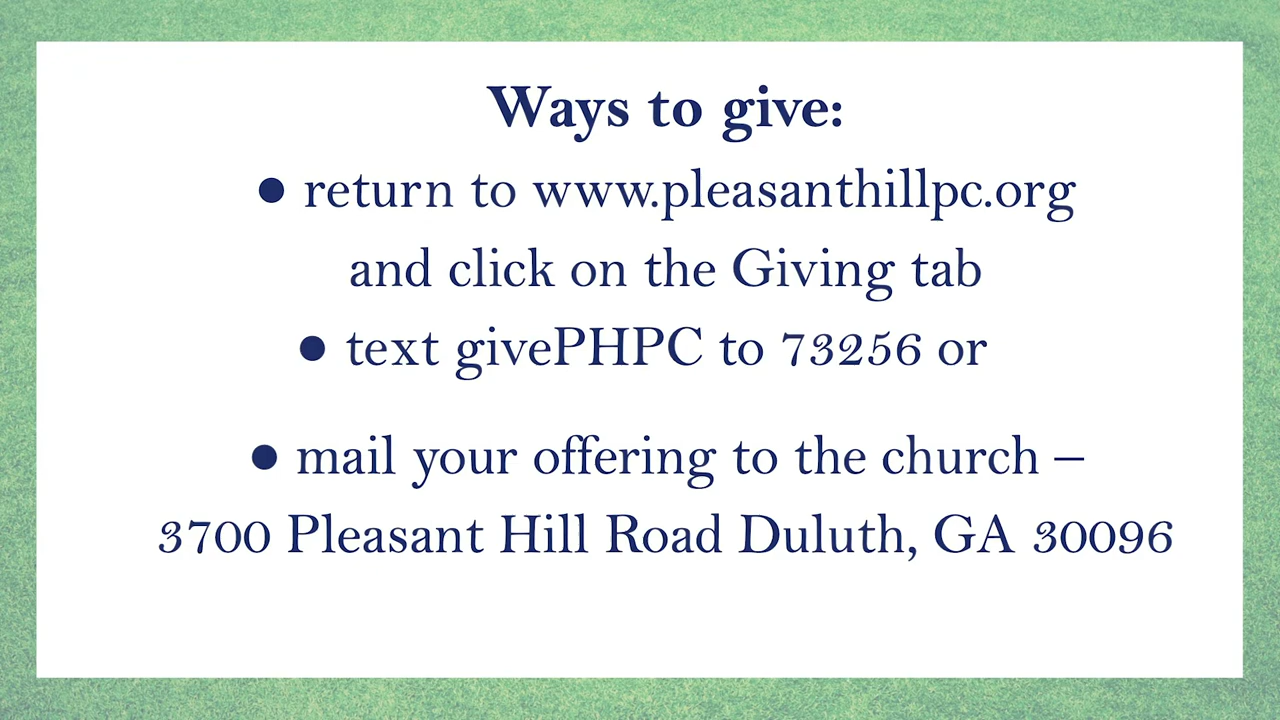 Ways to give:
● return to www.pleasanthillpc.org
and click on the Giving tab
● text givePHPC to 73256 or
● mail your offering to the church –
3700 Pleasant Hill Road Duluth, GA 30096